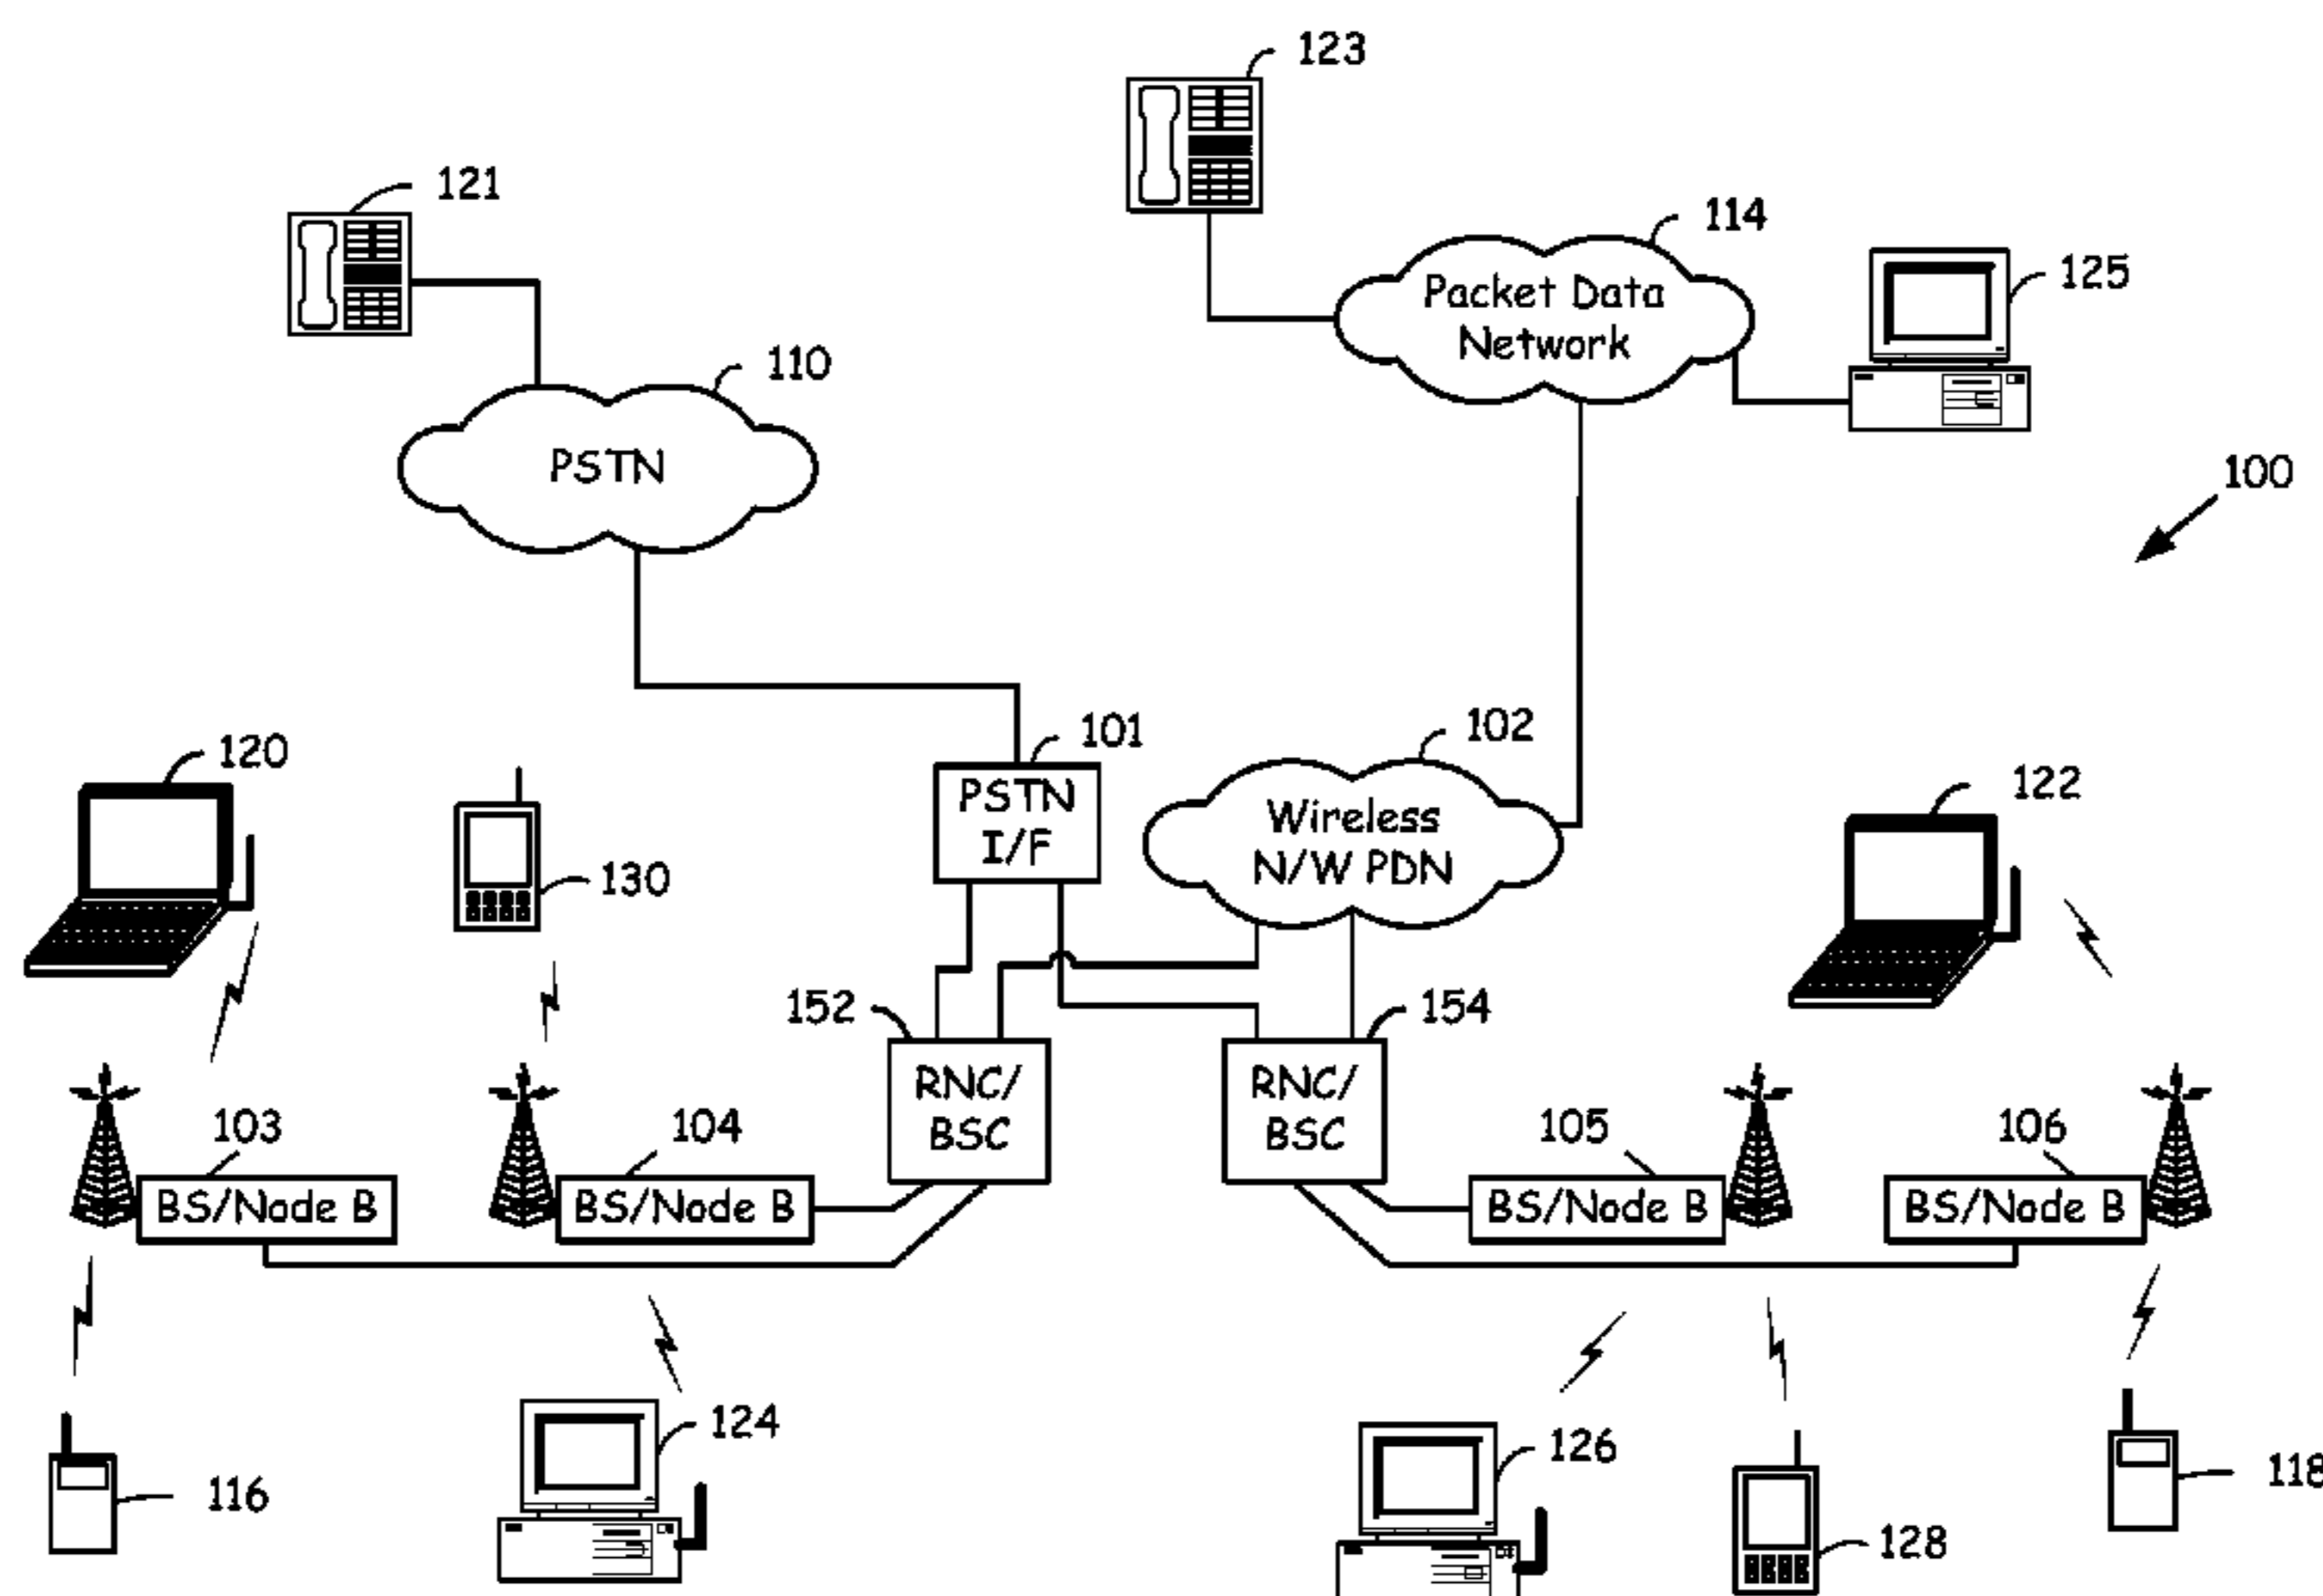 123
121
114
Packet Data
Network
125
110
PSTN
100
101
102
120
PSTN
I/F
Wireless
N/W PDN
122
130
152
154
RNC/
BSC
RNC/
BSC
103
104
105
106
BS/Node B
BS/Node B
BS/Node B
BS/Node B
124
126
116
118
128